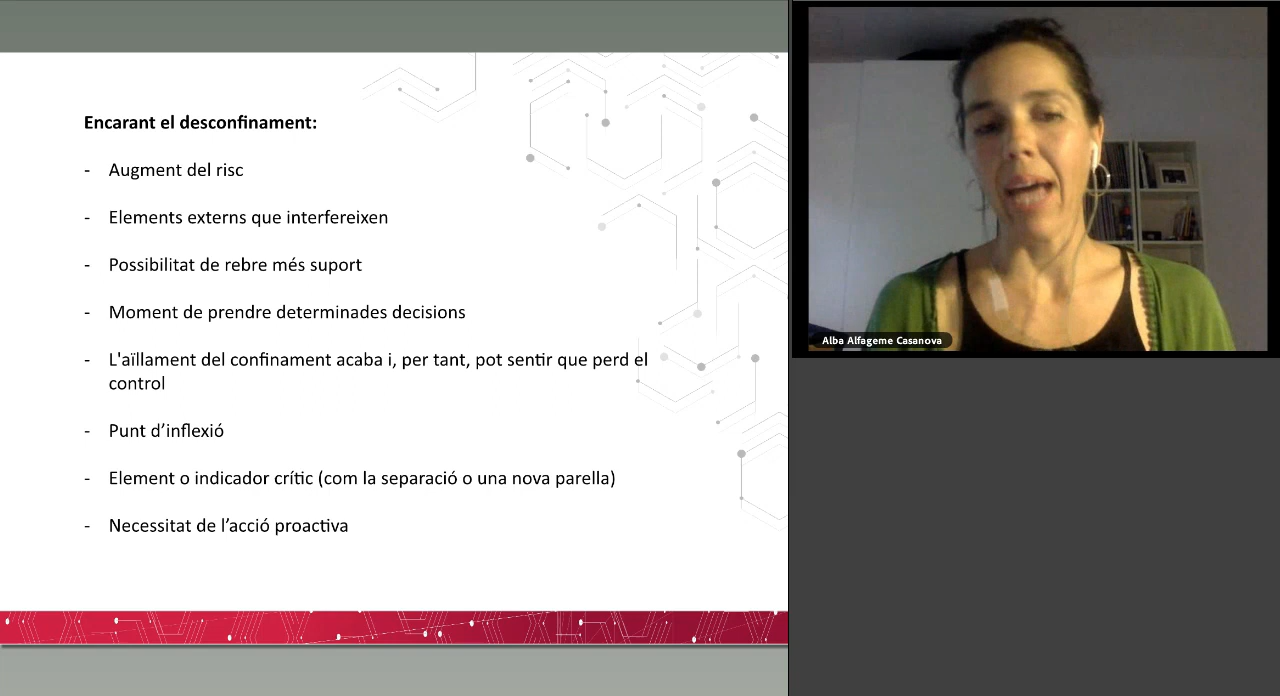 Encarant el desconfinament:
- Augment del risc
- Elements externs que interfereixen
- Possibilitat de rebre més suport
- Moment de prendre determinades decisions
- L'aïllament del confinament acaba i, per tant, pot sentir que perd el
control
- Punt d’inflexió
- Element o indicador crític (com la separació o una nova parella)
- Necessitat de l’acció proactiva
Alba Alfageme Casanova